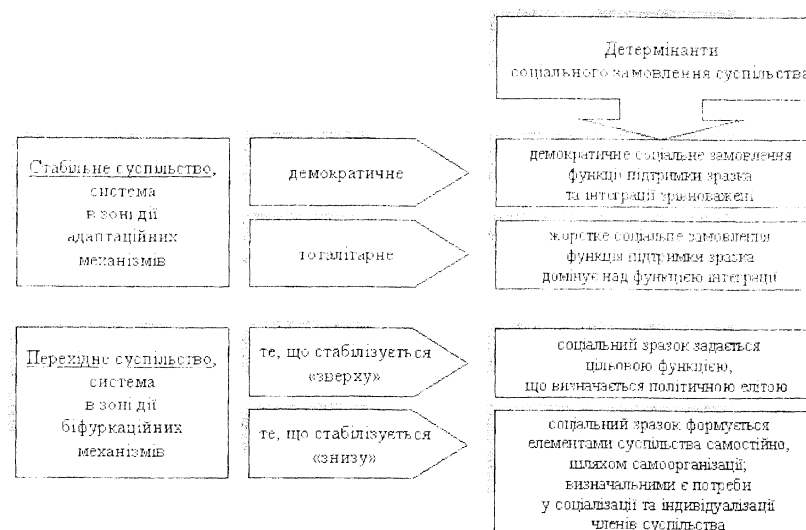 Детермінанти
соціального замовлення суспільства
Стабільне суспільство,
система
в зоні дії
адаптаційних
механізмів
демократичне
демократичне соціальне замовлення
функції підтримки зразка
та інтеграції зрівноважені
тоталітарне
жорстке соціальне замовлення
функція підтримки зразка
домінує над функцією інтеграції
Перехідне суспільство,
система
в зоні дії
біфуркаційних
механізмів
те, що стабілізується
«зверху»
соціальний зразок задається
цільовою функцією,
що визначається політичною елітою
те, що стабілізується
«знизу»
соціальний зразок формується
елементами суспільства самостійно,
шляхом самоорганізації;
визначальними є потреби
у соціалізації та індивідуалізації
членів суспільства